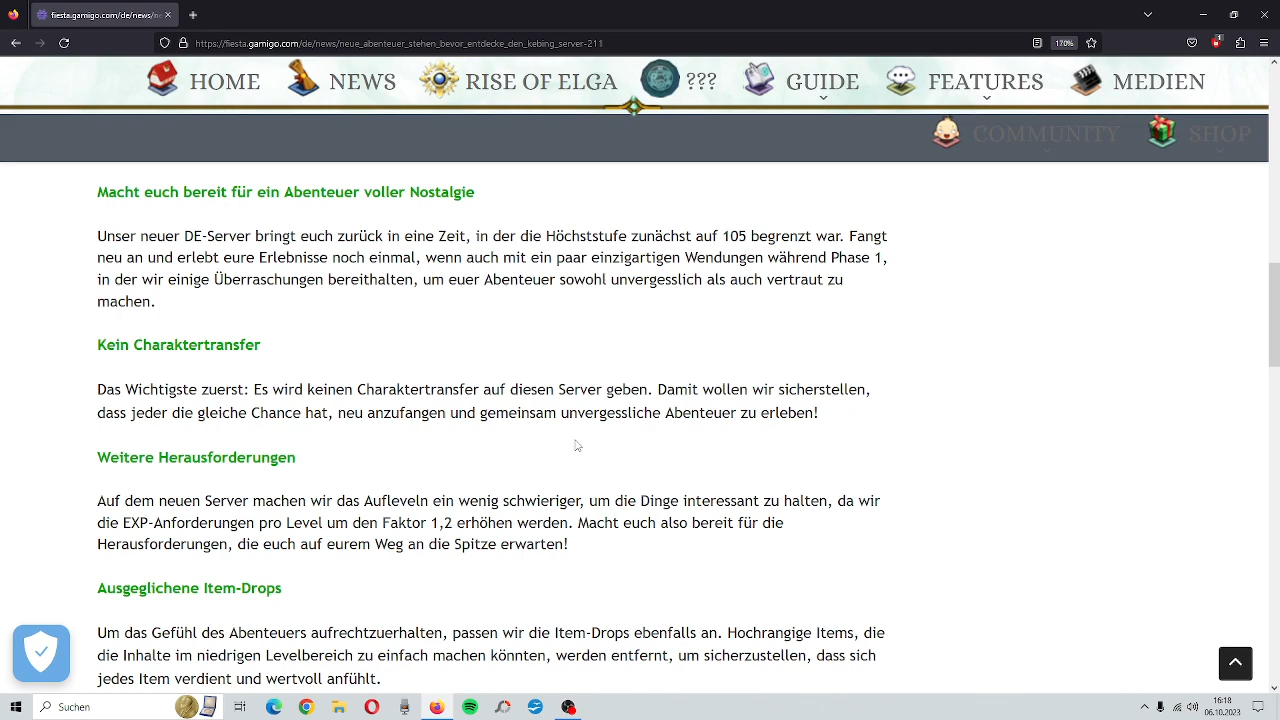 fiesta.gamigo.com/de/news/ne
https://fiesta.gamigo.com/de/news/neue_abenteuer_stehen_bevor_entdecke_den_kebing_server-211
170%
HOME NEWS RISE OF ELGA ??? GUIDE FEATURES MEDIEN
COMMUNITY SHOP
Macht euch bereit für ein Abenteuer voller Nostalgie
Unser neuer DE-Server bringt euch zurück in eine Zeit, in der die Höchststufe zunächst auf 105 begrenzt war. Fangt
neu an und erlebt eure Erlebnisse noch einmal, wenn auch mit ein paar einzigartigen Wendungen während Phase 1,
in der wir einige Überraschungen bereithalten, um euer Abenteuer sowohl unvergesslich als auch vertraut zu
machen.
Kein Charaktertransfer
Das Wichtigste zuerst: Es wird keinen Charaktertransfer auf diesen Server geben. Damit wollen wir sicherstellen,
dass jeder die gleiche Chance hat, neu anzufangen und gemeinsam unvergessliche Abenteuer zu erleben!
Weitere Herausforderungen
Auf dem neuen Server machen wir das Aufleveln ein wenig schwieriger, um die Dinge interessant zu halten, da wir
die EXP-Anforderungen pro Level um den Faktor 1,2 erhöhen werden. Macht euch also bereit für die
Herausforderungen, die euch auf eurem Weg an die Spitze erwarten!
Ausgeglichene Item-Drops
Um das Gefühl des Abenteuers aufrechtzuerhalten, passen wir die Item-Drops ebenfalls an. Hochrangige Items, die
die Inhalte im niedrigen Levelbereich zu einfach machen könnten, werden entfernt, um sicherzustellen, dass sich
jedes Item verdient und wertvoll anfühlt.
Suchen
16:18
06.10.2023